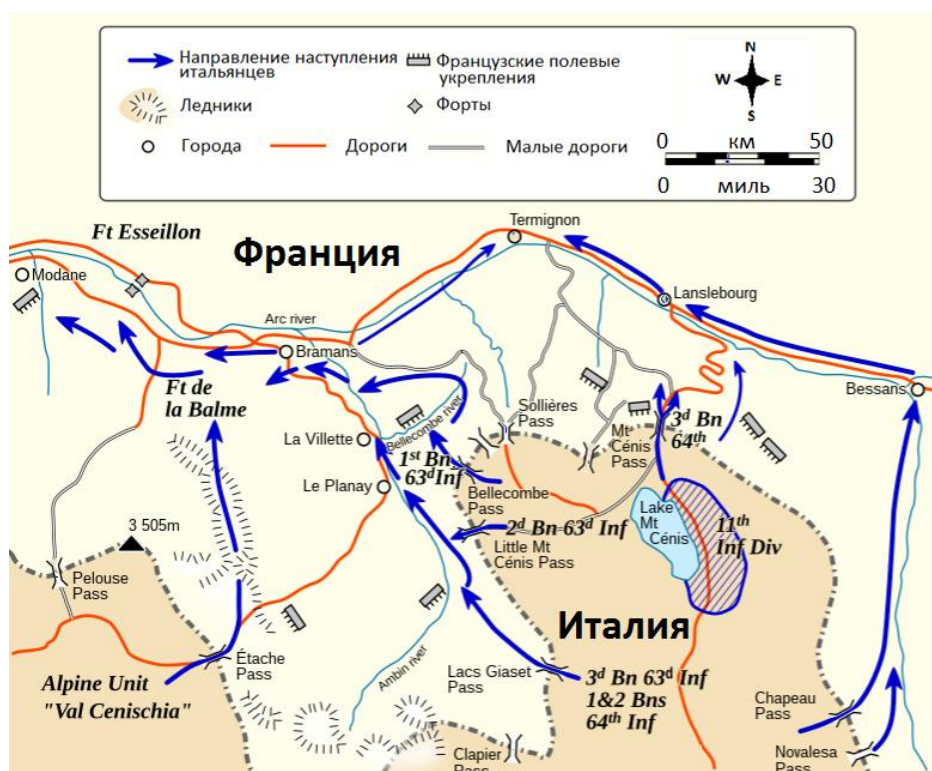 Направление наступления
итальянцев
Французские полевые
укрепления
Ледники
Форты
Города
Дороги
Малые дороги
N
W E
S
0 км 50
0 миль 30
Ft Esseillon
Франция
Termignon
Modane
Lanslebourg
Arc river
Bramans
Bessans
Ft de
la Balme
Sollières
Pass
3d Bn
64th
Mt
Cénis
Pass
La Villette
Bellecombe river
1st Bn
63d Inf
Le Planay
Bellecombe
Pass
Lake
Mt
Cénis
11th
Inf Div
2d Bn 63d Inf
Little Mt
Cénis Pass
3 505m
Pelouse
Pass
Италия
Étache
Pass
Ambin river
Lacs Giaset
Pass
3d Bn 63d Inf
1&2 Bns
64th Inf
Alpine Unit
"Val Cenischia"
Chapeau
Pass
Clapier
Pass
Novalesa
Pass